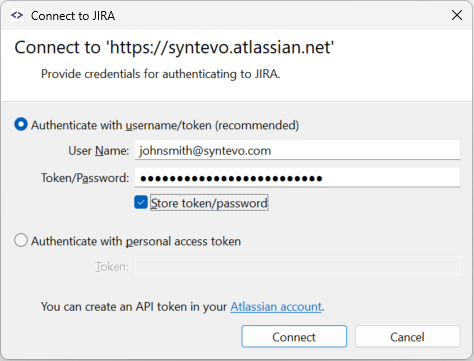 Connect to JIRA
Connect to 'https://syntevo.atlassian.net'
Provide credentials for authenticating to JIRA.
Authenticate with username/token (recommended)
User Name: johnsmith@syntevo.com
Token/Password: ●●●●●●●●●●●●●●●●●●●●●●●●●
Store token/password
Authenticate with personal access token
Token:
You can create an API token in your Atlassian account.
Connect Cancel